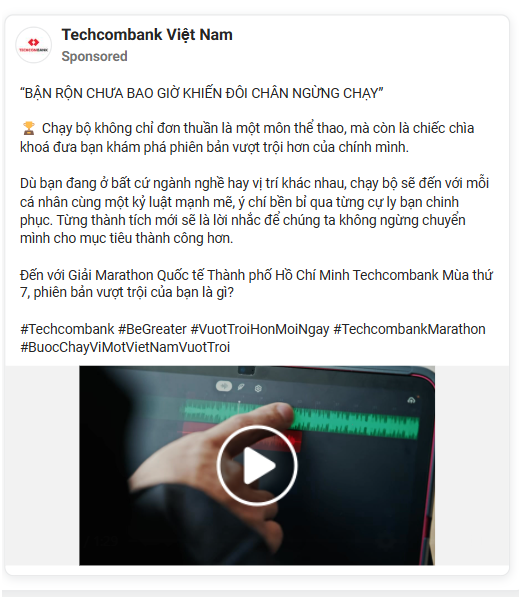 Techcombank Việt Nam
TECHCOMBANK
Sponsored
“BẬN RỘN CHƯA BAO GIỜ KHIẾN ĐÔI CHÂN NGỪNG CHẠY”
🏆 Chạy bộ không chỉ đơn thuần là một môn thể thao, mà còn là chiếc chìa
khoá đưa bạn khám phá phiên bản vượt trội hơn của chính mình.
Dù bạn đang ở bất cứ ngành nghề hay vị trí khác nhau, chạy bộ sẽ đến với mỗi
cá nhân cùng một kỷ luật mạnh mẽ, ý chí bền bỉ qua từng cự ly bạn chinh
phục. Từng thành tích mới sẽ là lời nhắc để chúng ta không ngừng chuyển
mình cho mục tiêu thành công hơn.
Đến với Giải Marathon Quốc tế Thành phố Hồ Chí Minh Techcombank Mùa thứ
7, phiên bản vượt trội của bạn là gì?
#Techcombank #BeGreater #VuotTroiHonMoiNgay #TechcombankMarathon
#BuocChayViMotVietNamVuotTroi